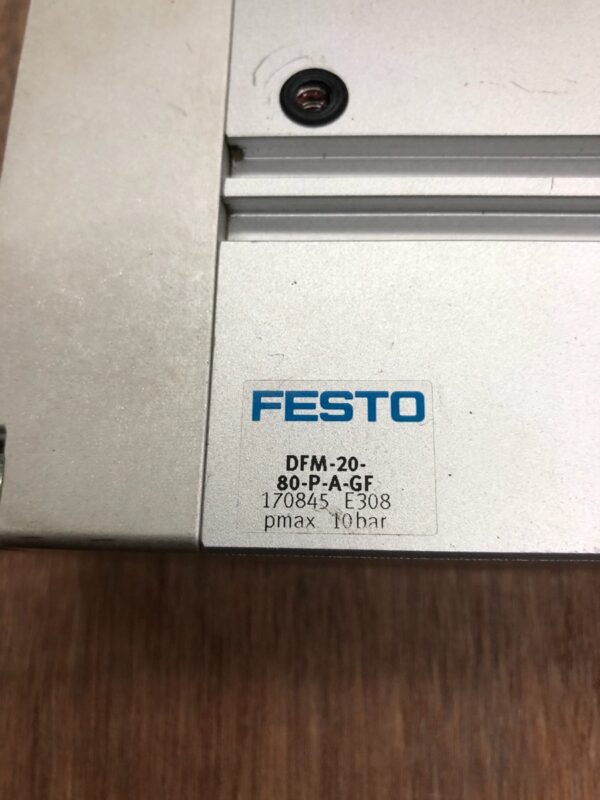 FESTO
DFM-20-
80-P-A-GF
170845 E308
pmax 10bar